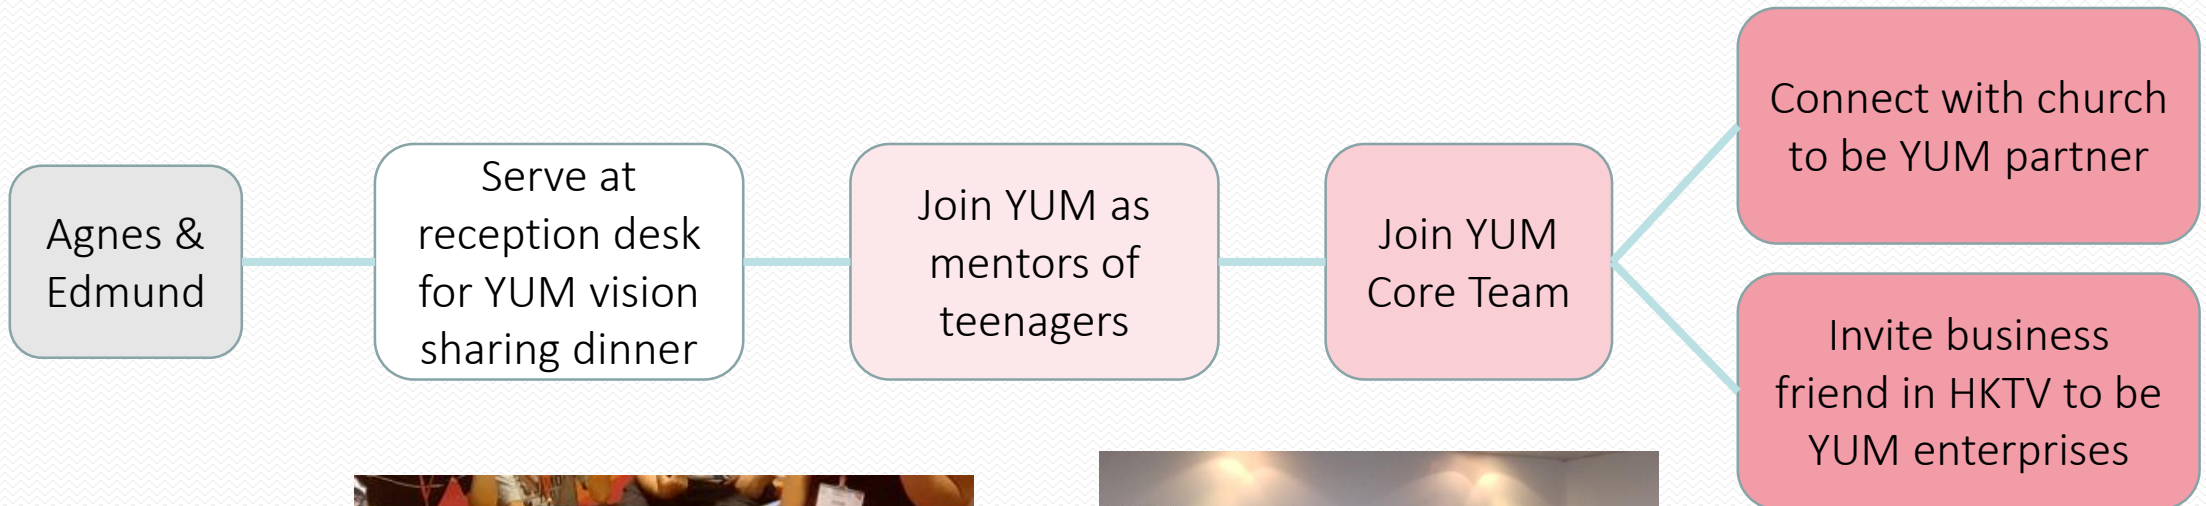 Agnes &
Edmund
Serve at
reception desk
for YUM vision
sharing dinner
Join YUM as
mentors of
teenagers
Join YUM
Core Team
Connect with church
to be YUM partner
Invite business
friend in HKTV to be
YUM enterprises